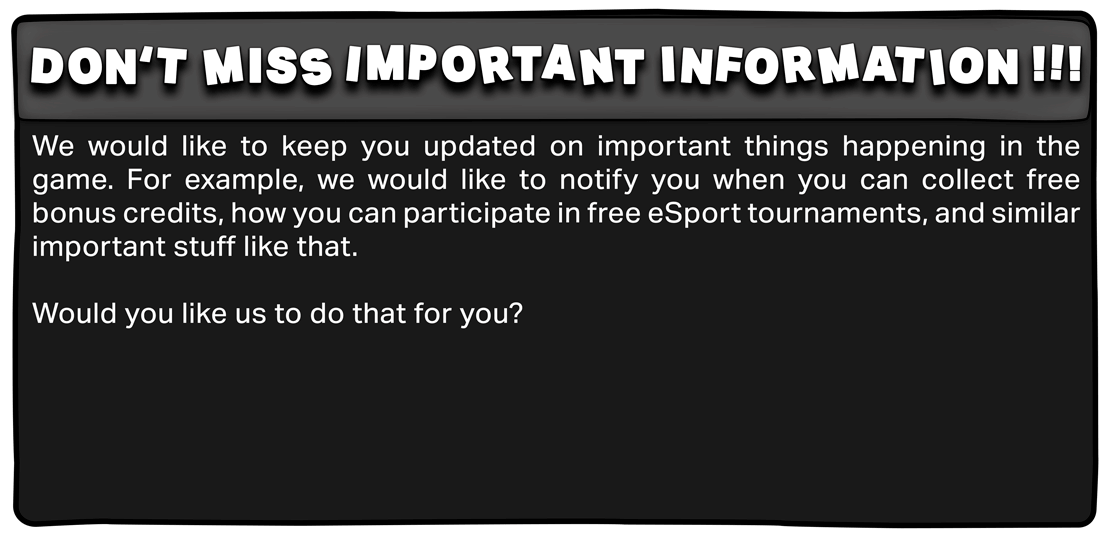 DON'T MISS IMPORTANT INFORMATION !!!
We would like to keep you updated on important things happening in the
game. For example, we would like to notify you when you can collect free
bonus credits, how you can participate in free eSport tournaments, and similar
important stuff like that.
Would you like us to do that for you?